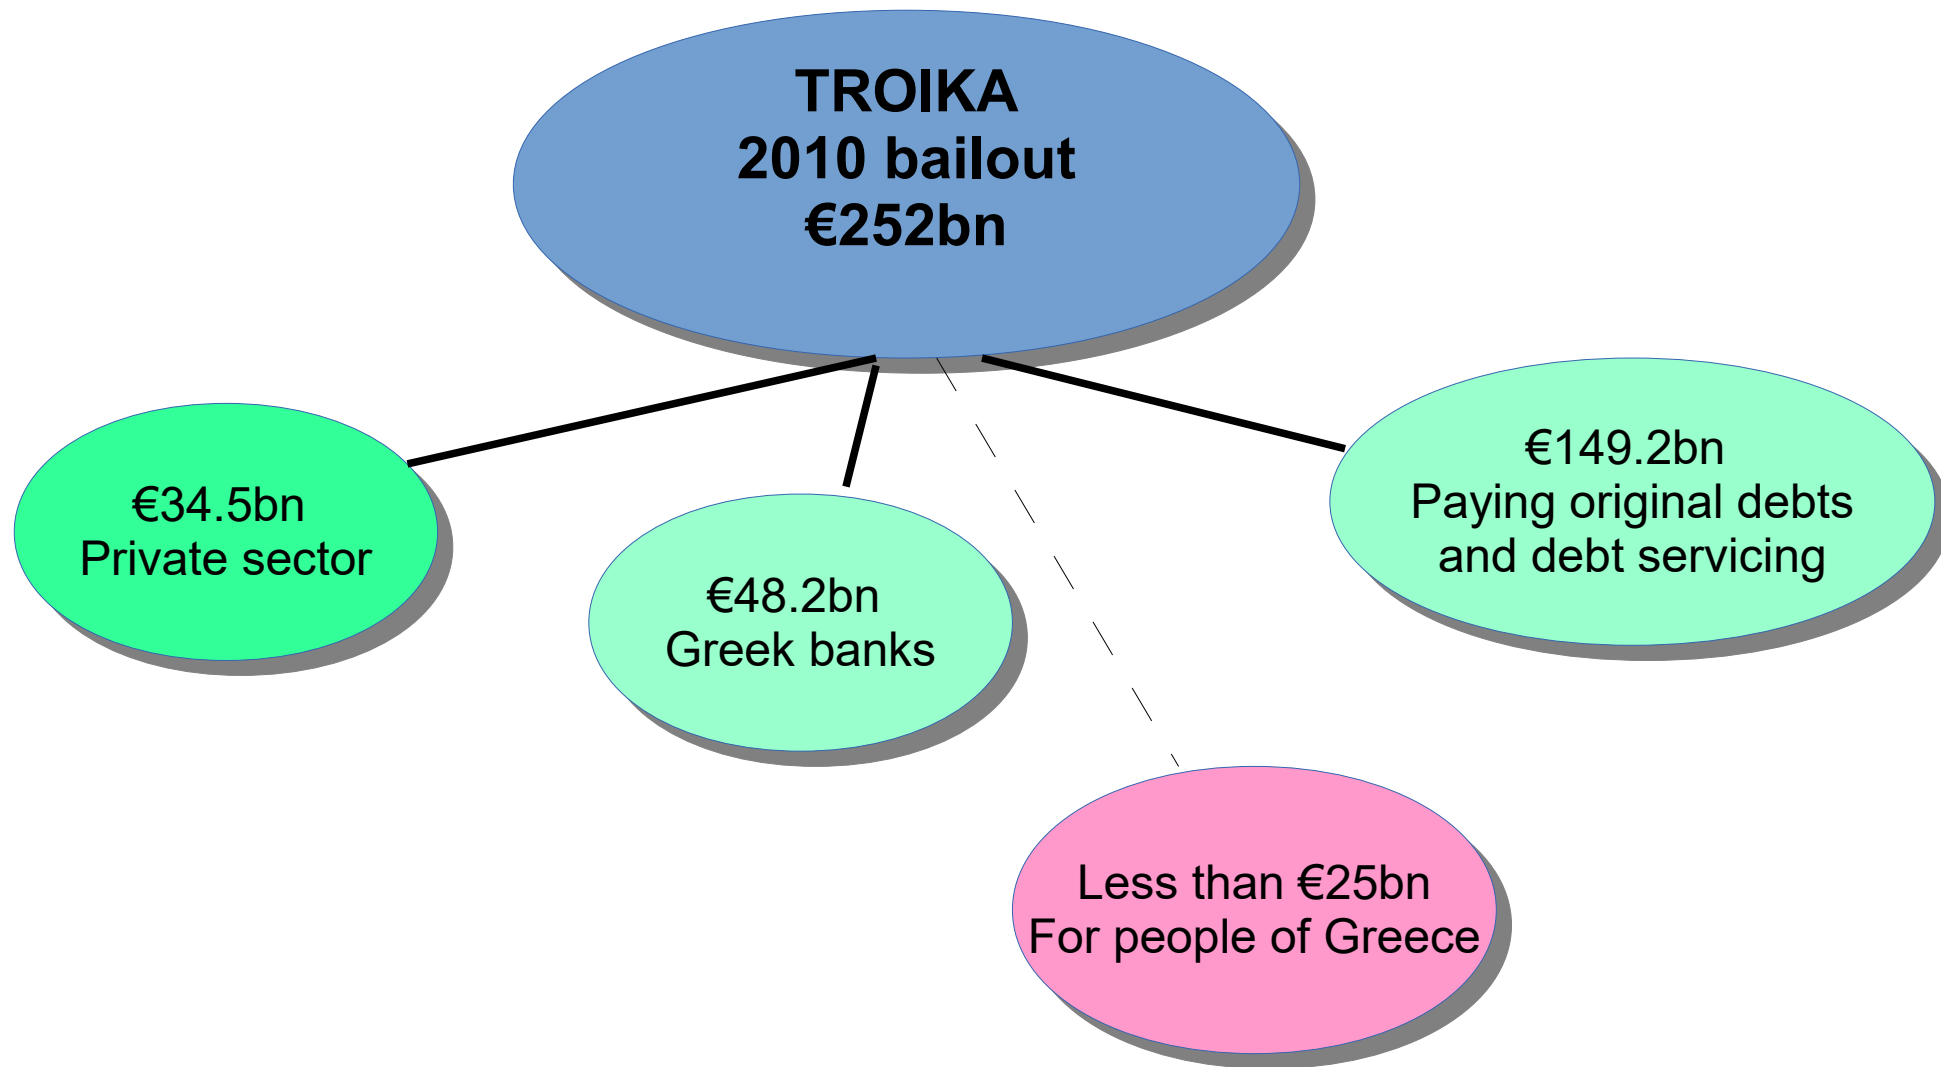 TROIKA
2010 bailout
€252bn
€34.5bn
Private sector
€48.2bn
Greek banks
€149.2bn
Paying original debts
and debt servicing
Less than €25bn
For people of Greece